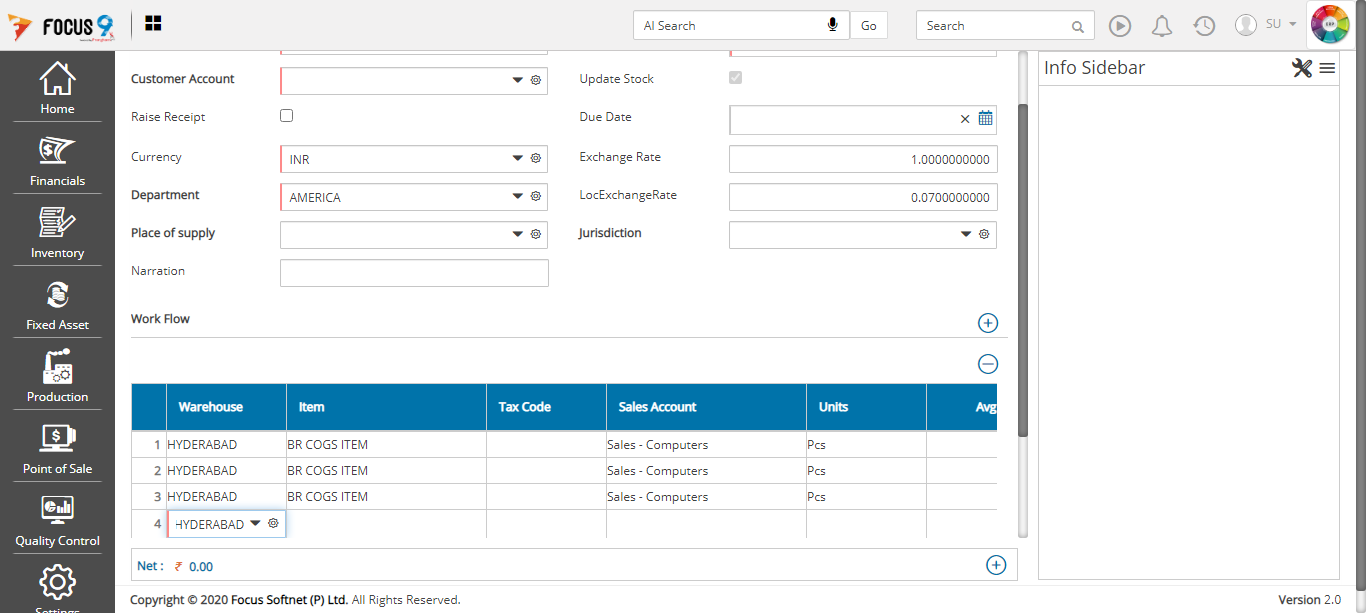 FOCUS 9
AI Search
Go
Search
SU
ERP
Home
Financials
Inventory
Fixed Asset
Production
Point of Sale
Quality Control
Settings
Customer Account
Update Stock
Raise Receipt
Due Date
Currency INR
Exchange Rate 1.0000000000
Department AMERICA
LocExchangeRate 0.0700000000
Place of supply
Jurisdiction
Narration
Work Flow
Warehouse Item Tax Code Sales Account Units Avg
1 HYDERABAD BR COGS ITEM Sales - Computers Pcs
2 HYDERABAD BR COGS ITEM Sales - Computers Pcs
3 HYDERABAD BR COGS ITEM Sales - Computers Pcs
4 HYDERABAD
Net : ₹ 0.00
Info Sidebar
Copyright © 2020 Focus Softnet (P) Ltd. All Rights Reserved.
Version 2.0